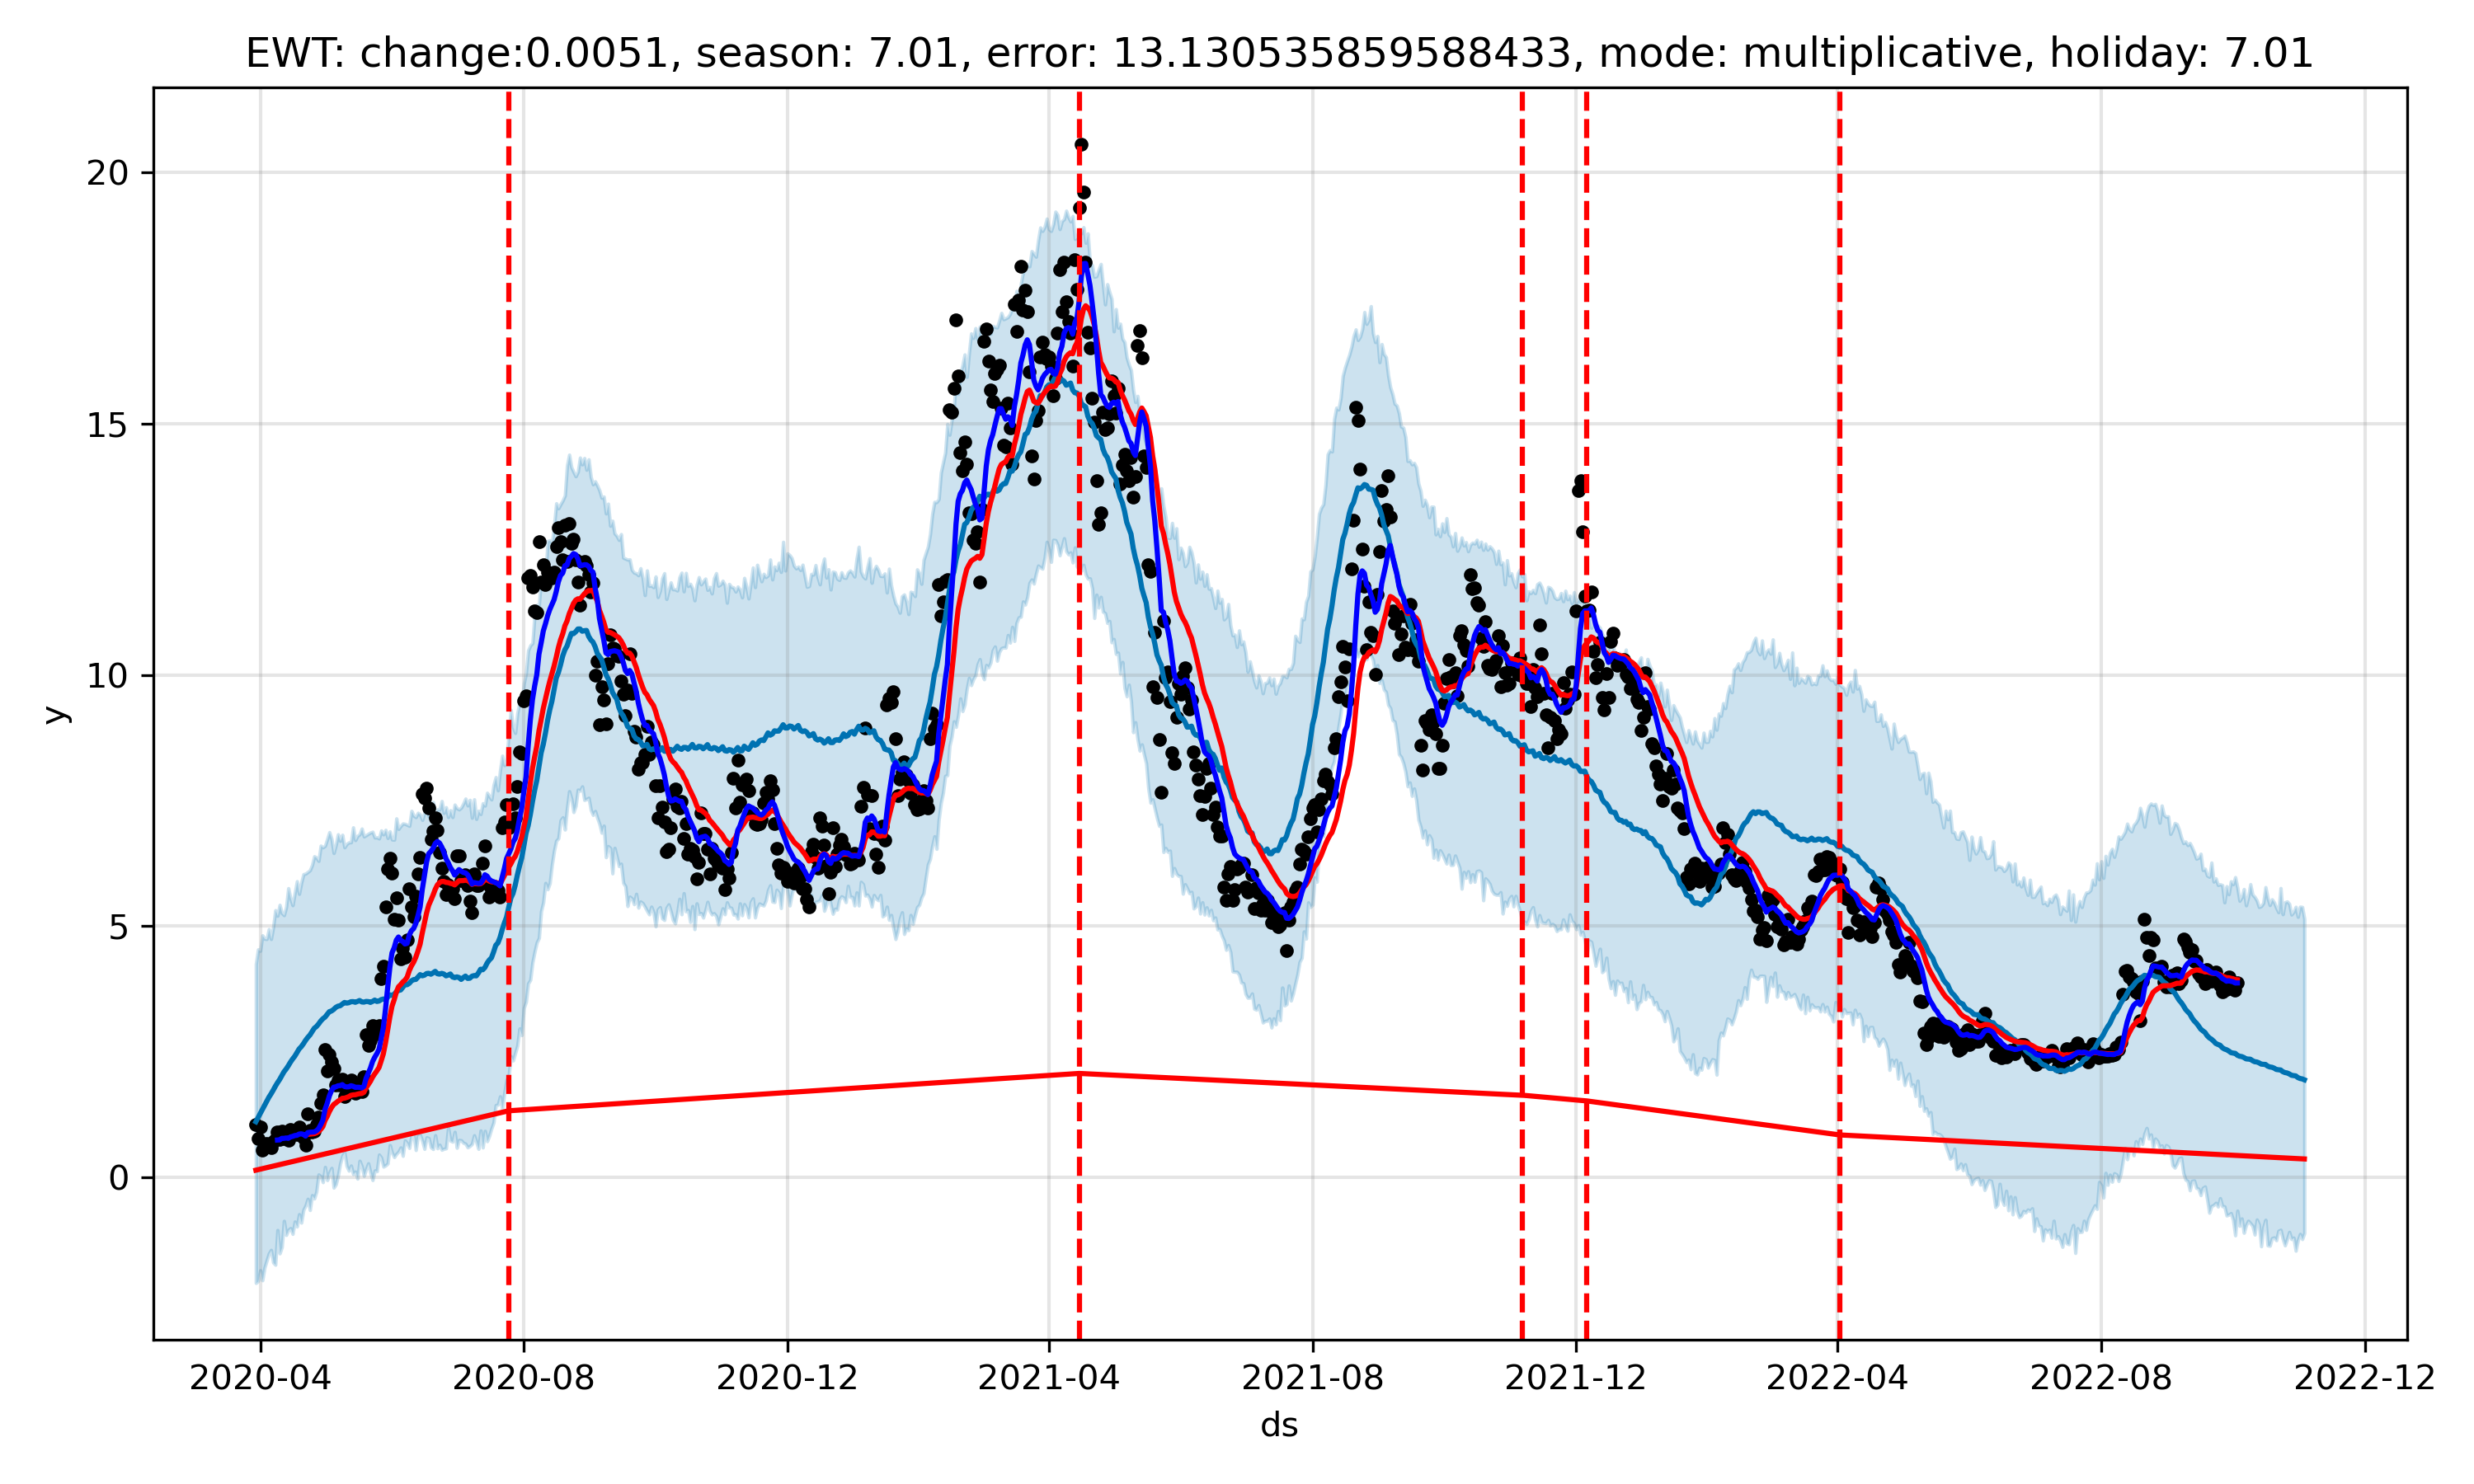 EWT: change:0.0051, season: 7.01, error: 13.130535859588433, mode: multiplicative, holiday: 7.01
y
20
15
10
5
0
2020-04 2020-08 2020-12 2021-04 2021-08 2021-12 2022-04 2022-08 2022-12
ds